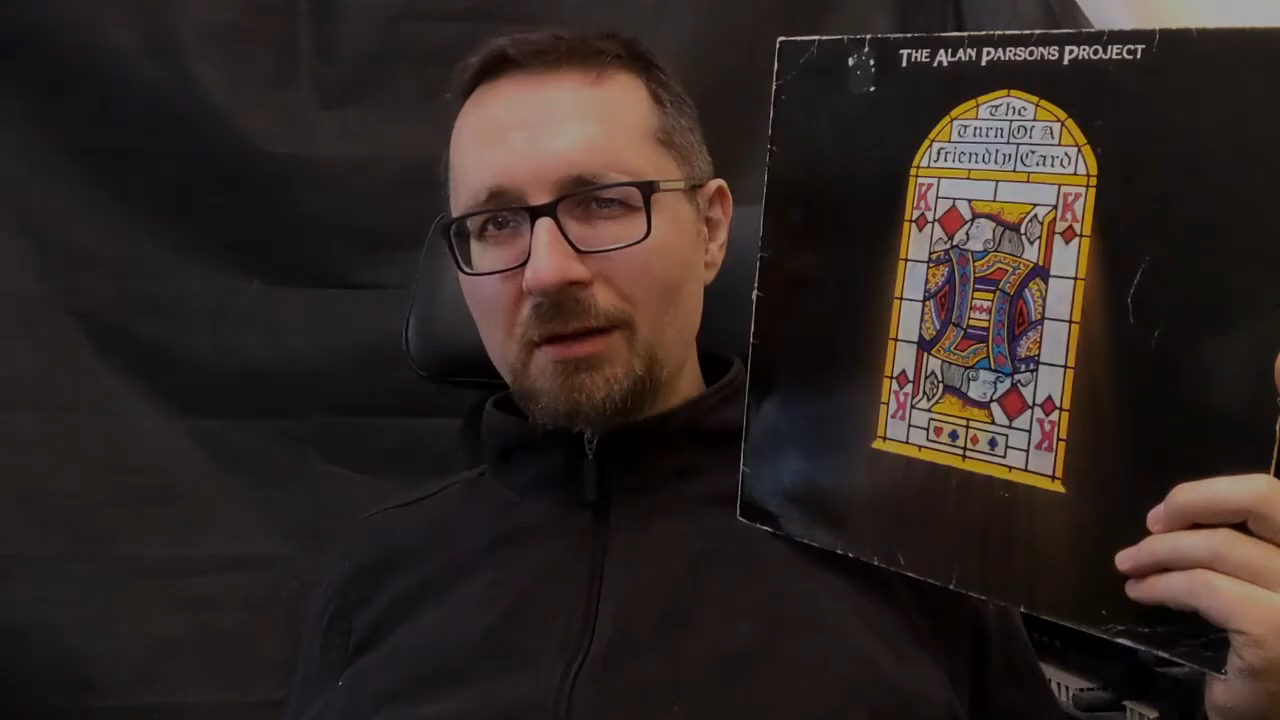 THE ALAN PARSONS PROJECT
The
Turn Of A
friendly Card
K K
K K